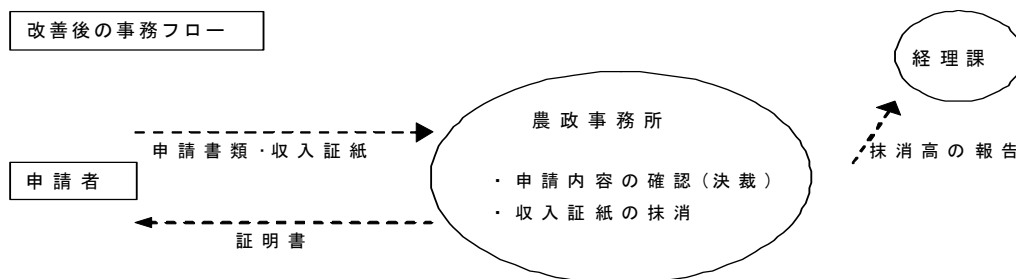 改善後の事務フロー
経理課
農政事務所
申請書類・収入証紙
抹消高の報告
申請者
・申請内容の確認(決裁)
・収入証紙の抹消
証明書